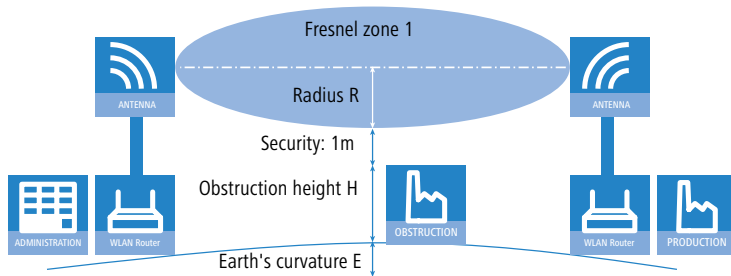 Fresnel zone 1
ANTENNA
Radius R
ANTENNA
Security: 1m
Obstruction height H
ADMINISTRATION
WLAN Router
OBSTRUCTION
WLAN Router
PRODUCTION
Earth's curvature E